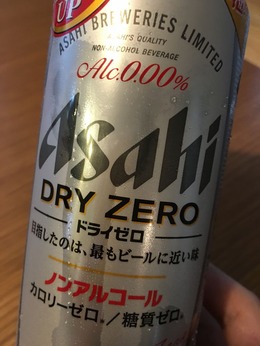 UP
ASAHI BREWERIES LIMITED
ASAHI'S QUALITY
NON-ALCOHOL BEVERAGE
Alc.0.00%
Asahi
DRY ZERO
ドライゼロ
目指したのは、最もビールに近い味
ノンアルコール
カロリーゼロ※/糖質ゼロ※